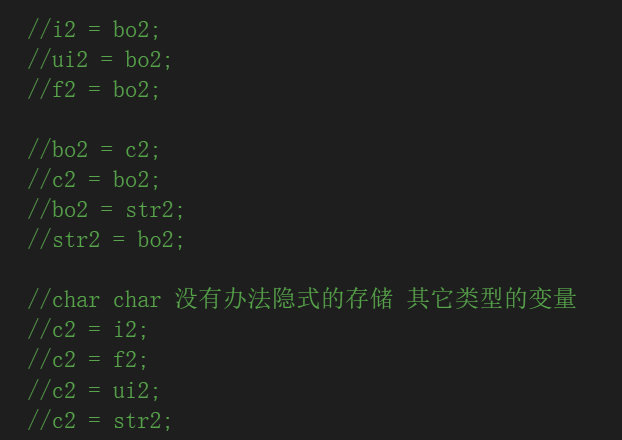 //i2 = bo2;
//ui2 = bo2;
//f2 = bo2;
//bo2 = c2;
//c2 = bo2;
//bo2 = str2;
//str2 = bo2;
//char char 没有办法隐式的存储 其它类型的变量
//c2 = i2;
//c2 = f2;
//c2 = ui2;
//c2 = str2;